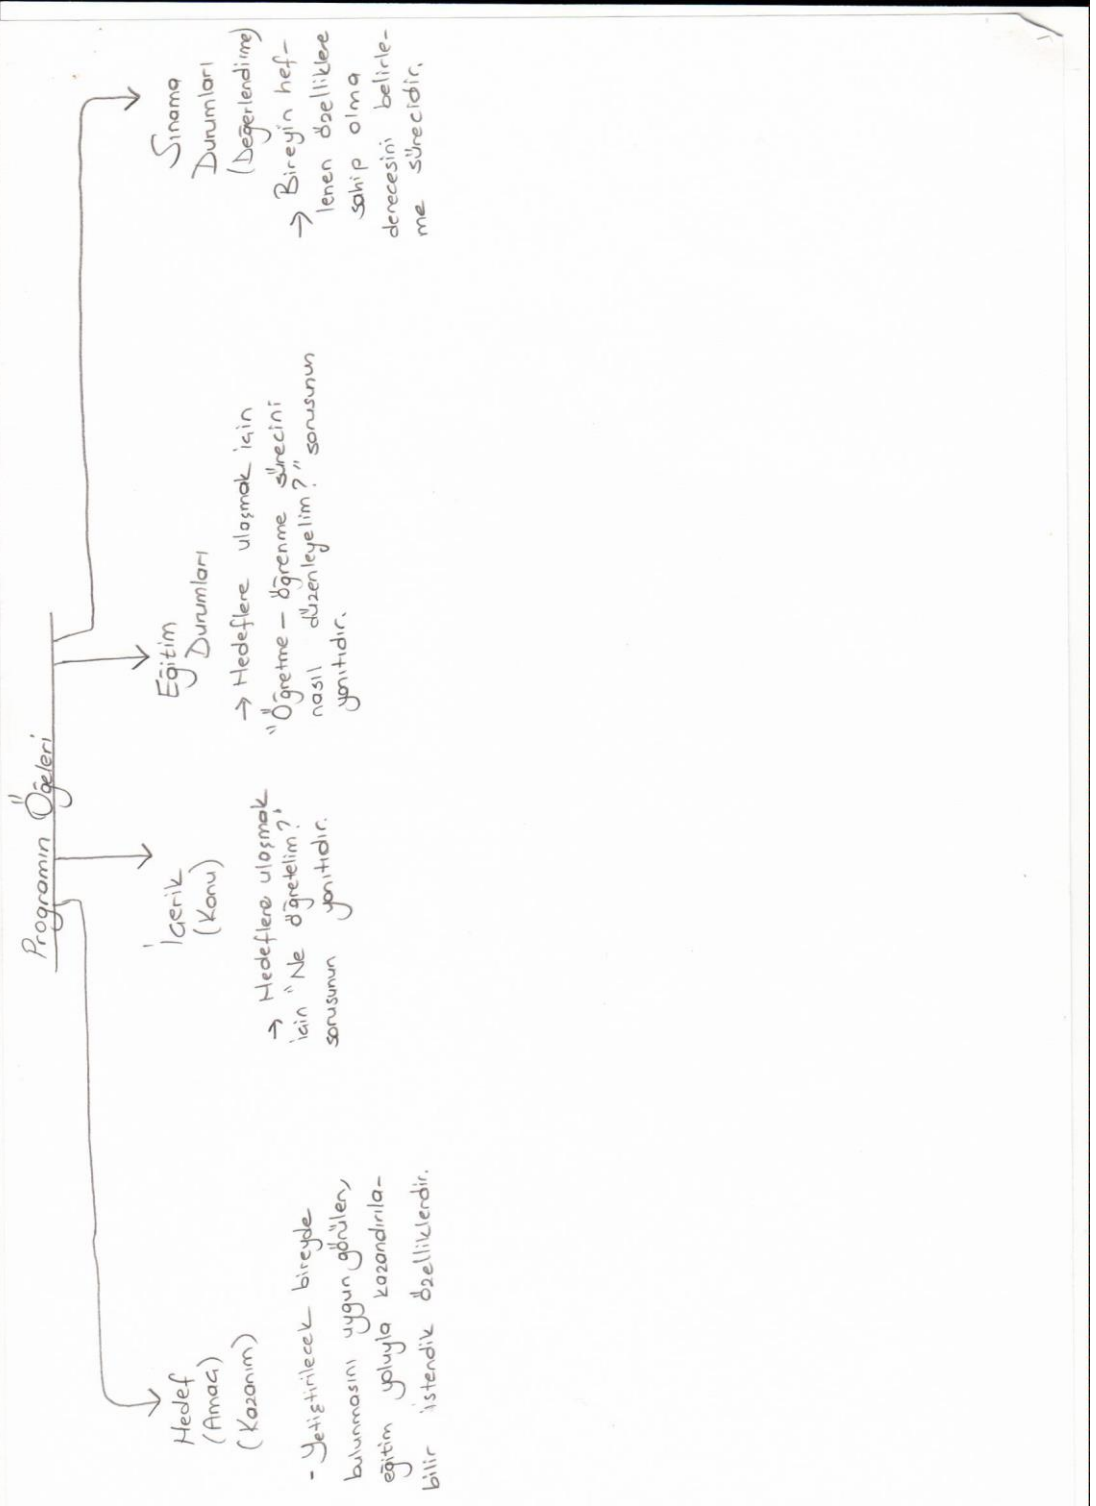 Programın Öğeleri
Hedef
(Amaç)
(Kazanım)
- Yetiştirilecek bireyde
bulunmasını uygun görülen,
eğitim yoluyla kazandırıla-
bilir istendik özelliklerdir.
İçerik
(Konu)
→ Hedeflere ulaşmak
için "Ne öğretelim?"
sorusunun yanıtıdır.
Eğitim
Durumları
→ Hedeflere ulaşmak için
"Öğretme - öğrenme sürecini
nasıl düzenleyelim?" sorusunun
yanıtıdır.
Sınama
Durumları
(Değerlendirme)
→ Bireyin hef-
lenen özelliklere
sahip olma
derecesini belirle-
me sürecidir.